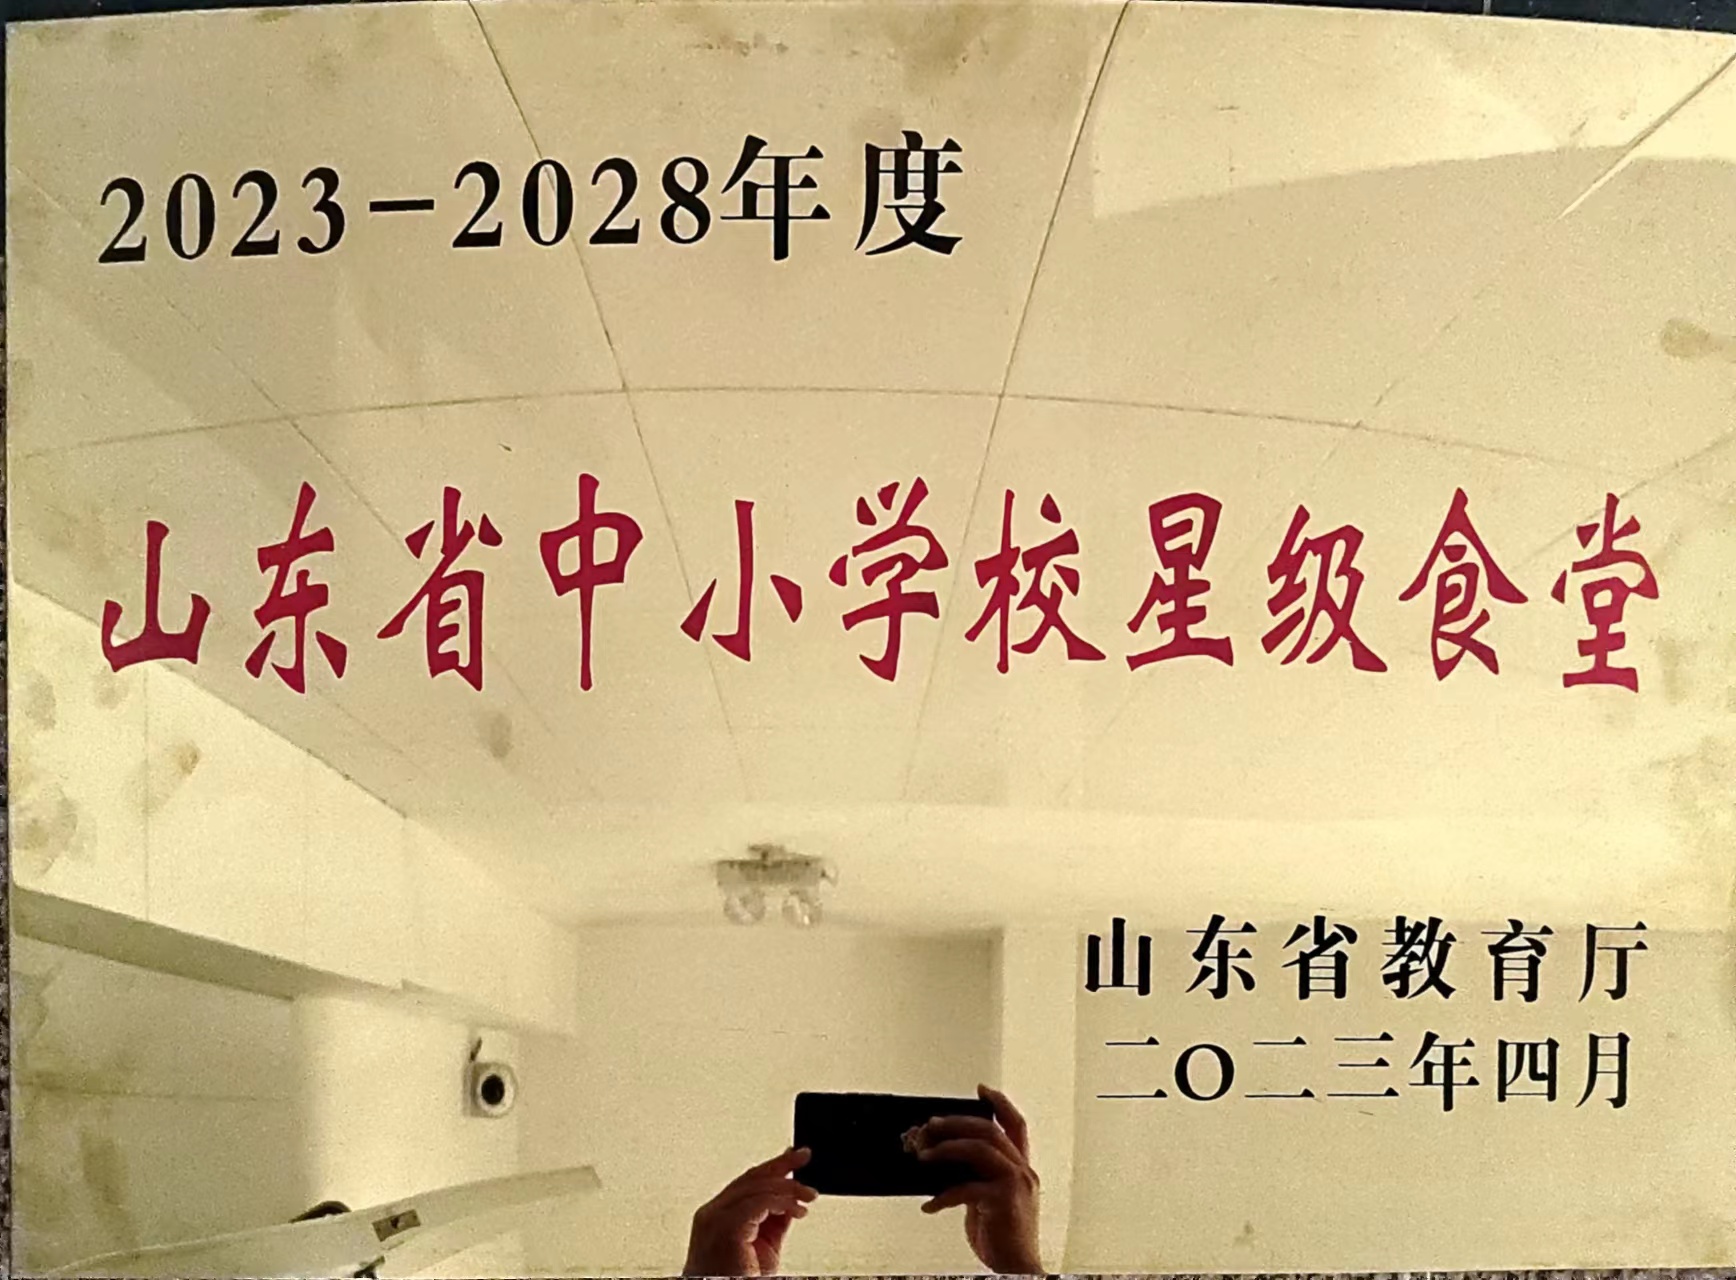 2023-2028年度
山东省中小学校星级食堂
山东省教育厅
二〇二三年四月